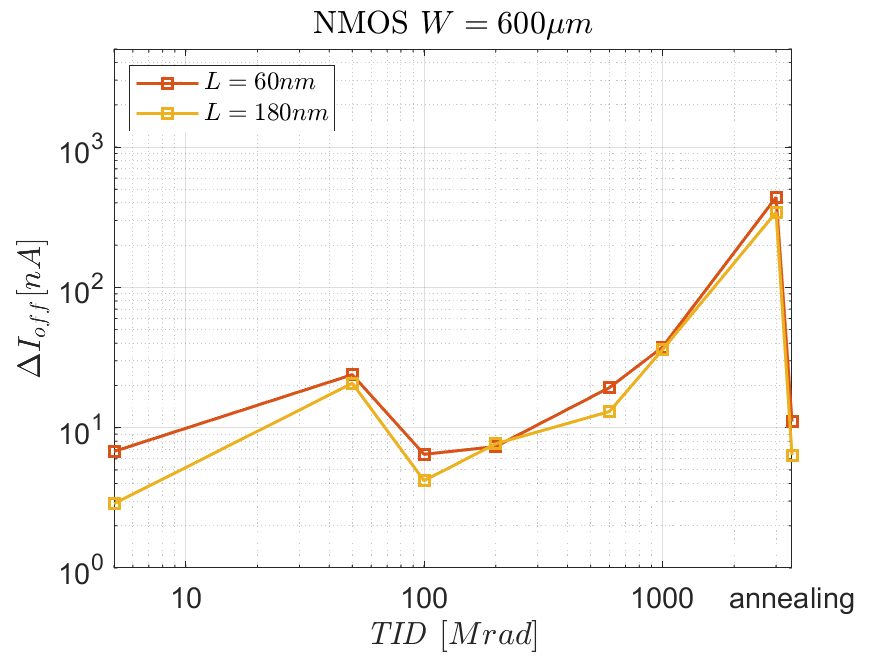 NMOS W = 600μm
L = 60nm
L = 180nm
10^3
10^2
10^1
10^0
ΔI_off[nA]
10 100 1000 annealing
TID [Mrad]